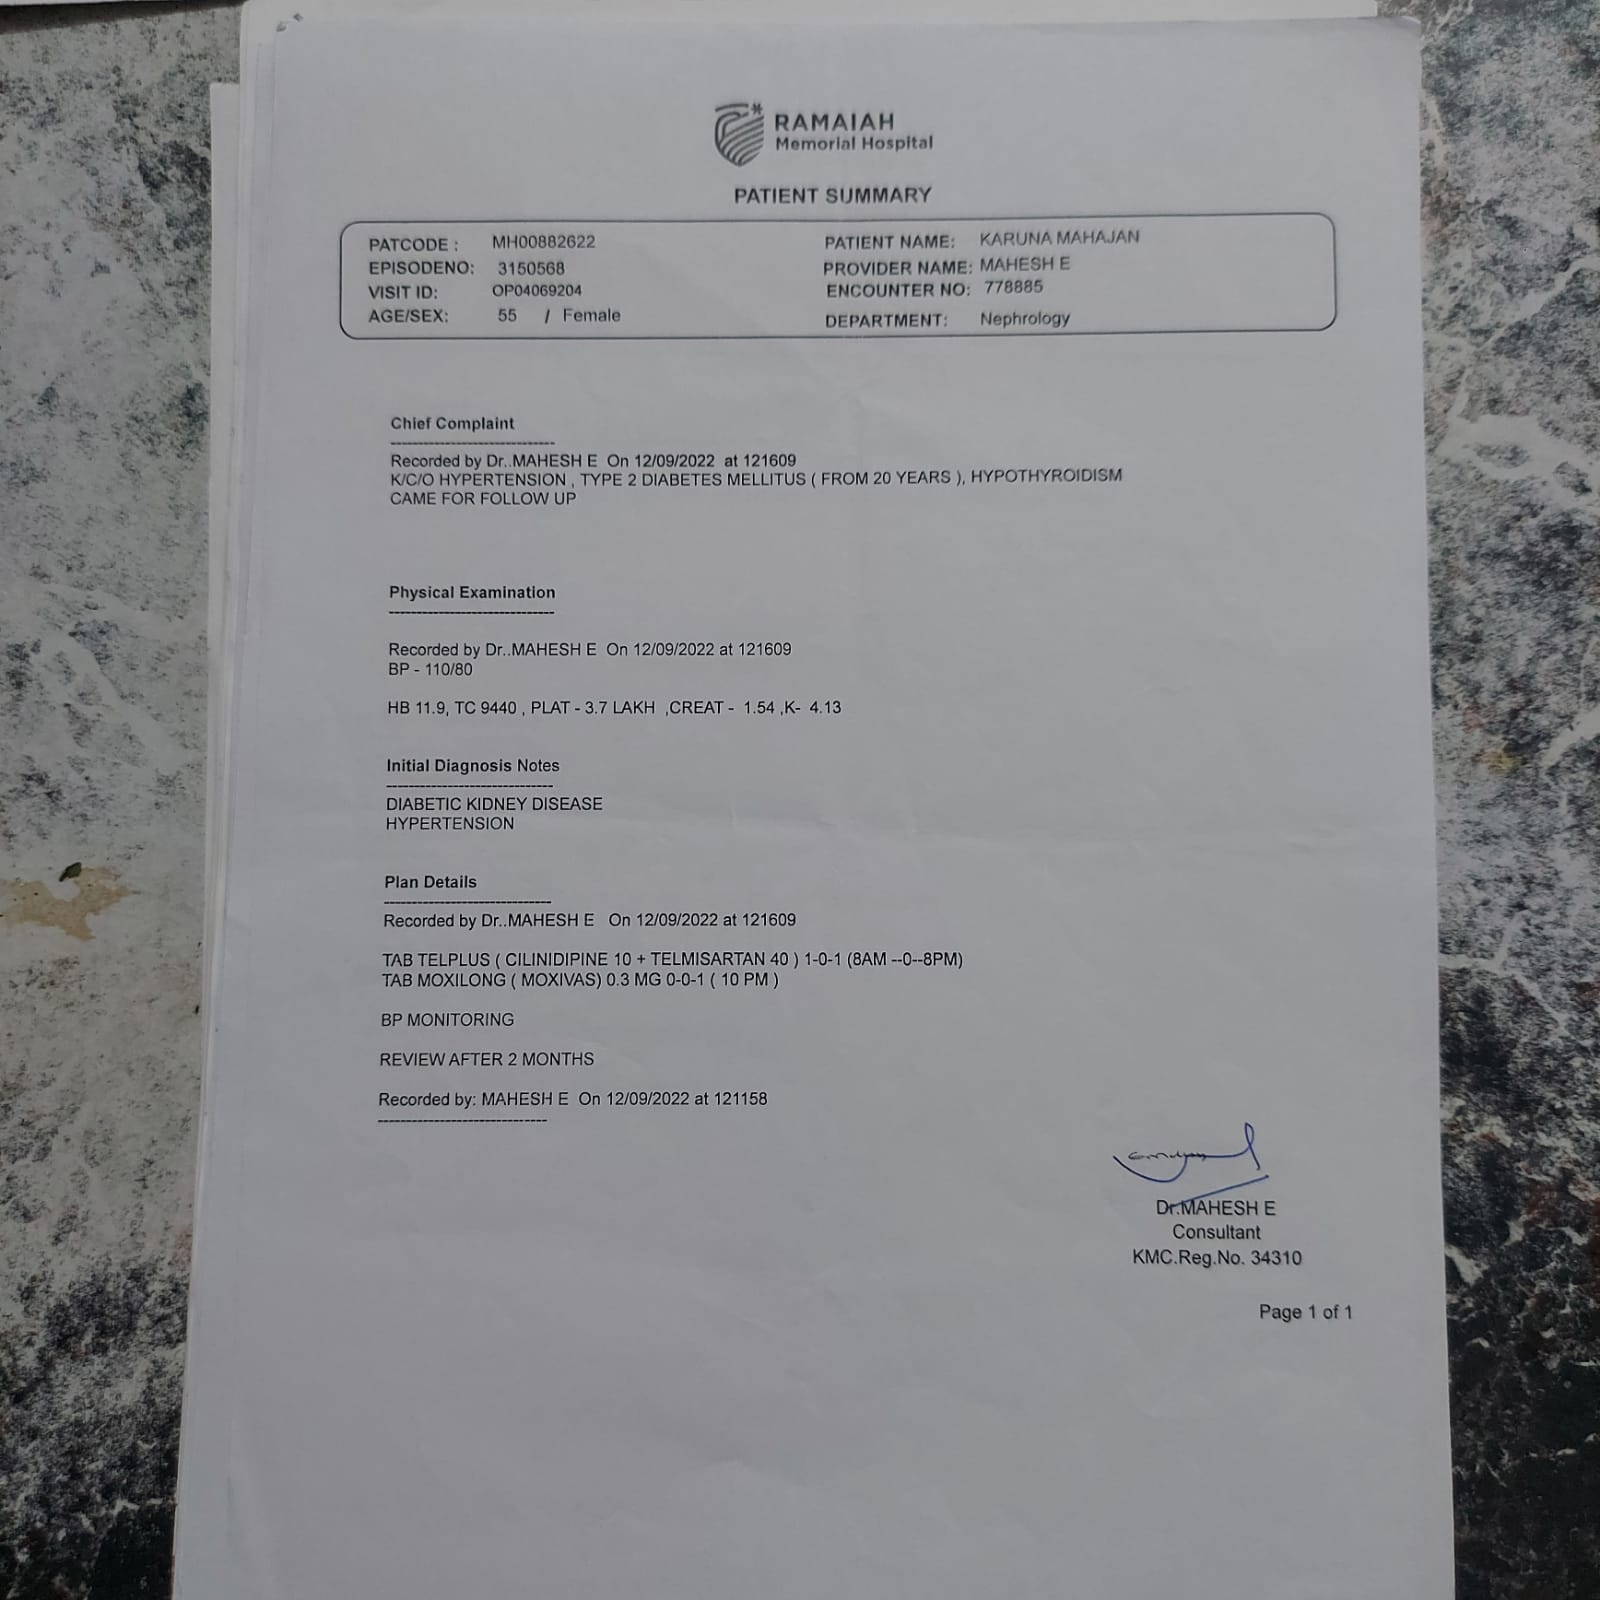 RAMAIAH
Memorial Hospital
PATIENT SUMMARY
PATCODE : MH00882622 PATIENT NAME: KARUNA MAHAJAN
EPISODENO: 3150568 PROVIDER NAME: MAHESH E
VISIT ID: OP04069204 ENCOUNTER NO: 778885
AGE/SEX: 55 / Female DEPARTMENT: Nephrology
Chief Complaint
------------------------------
Recorded by Dr..MAHESH E On 12/09/2022 at 121609
K/C/O HYPERTENSION , TYPE 2 DIABETES MELLITUS ( FROM 20 YEARS ), HYPOTHYROIDISM
CAME FOR FOLLOW UP
Physical Examination
------------------------------
Recorded by Dr..MAHESH E On 12/09/2022 at 121609
BP - 110/80
HB 11.9, TC 9440 , PLAT - 3.7 LAKH ,CREAT - 1.54 ,K- 4.13
Initial Diagnosis Notes
------------------------------
DIABETIC KIDNEY DISEASE
HYPERTENSION
Plan Details
------------------------------
Recorded by Dr..MAHESH E On 12/09/2022 at 121609
TAB TELPLUS ( CILINIDIPINE 10 + TELMISARTAN 40 ) 1-0-1 (8AM --0--8PM)
TAB MOXILONG ( MOXIVAS) 0.3 MG 0-0-1 ( 10 PM )
BP MONITORING
REVIEW AFTER 2 MONTHS
Recorded by: MAHESH E On 12/09/2022 at 121158
------------------------------
Dr.MAHESH E
Consultant
KMC.Reg.No. 34310
Page 1 of 1